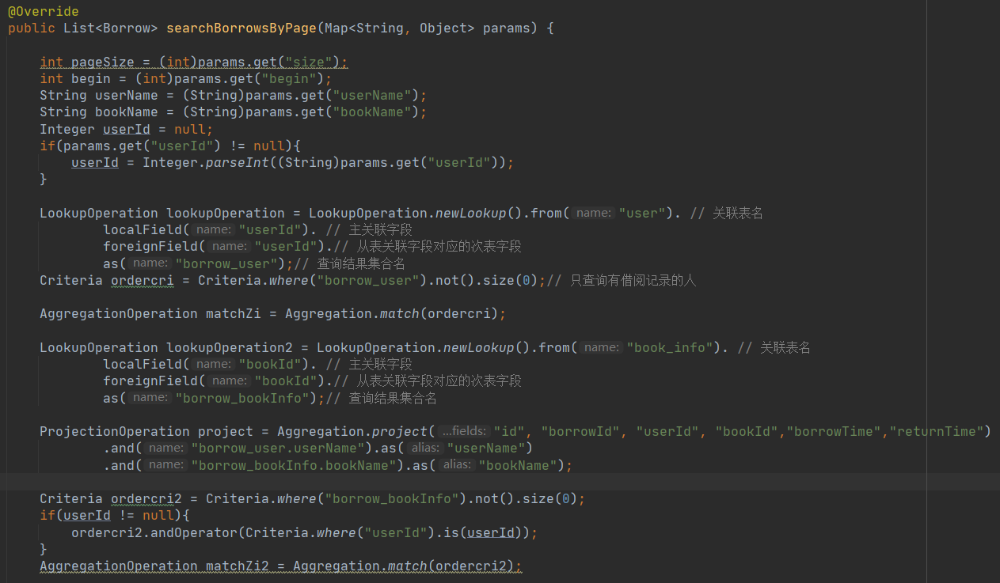 @Override
public List<Borrow> searchBorrowsByPage(Map<String, Object> params) {
int pageSize = (int)params.get("size");
int begin = (int)params.get("begin");
String userName = (String)params.get("userName");
String bookName = (String)params.get("bookName");
Integer userId = null;
if(params.get("userId") != null){
userId = Integer.parseInt((String)params.get("userId"));
}
LookupOperation lookupOperation = LookupOperation.newLookup().from( name: "user"). // 关联表名
localField( name: "userId"). // 主关联字段
foreignField( name: "userId").// 从表关联字段对应的次表字段
as( name: "borrow_user");// 查询结果集合名
Criteria ordercri = Criteria.where("borrow_user").not().size(0);// 只查询有借阅记录的人
AggregationOperation matchZi = Aggregation.match(ordercri);
LookupOperation lookupOperation2 = LookupOperation.newLookup().from( name: "book_info"). // 关联表名
localField( name: "bookId"). // 主关联字段
foreignField( name: "bookId").// 从表关联字段对应的次表字段
as( name: "borrow_bookInfo");// 查询结果集合名
ProjectionOperation project = Aggregation.project( ...fields: "id", "borrowId", "userId", "bookId","borrowTime","returnTime")
.and( name: "borrow_user.userName").as( alias: "userName")
.and( name: "borrow_bookInfo.bookName").as( alias: "bookName");
Criteria ordercri2 = Criteria.where("borrow_bookInfo").not().size(0);
if(userId != null){
ordercri2.andOperator(Criteria.where("userId").is(userId));
}
AggregationOperation matchZi2 = Aggregation.match(ordercri2);